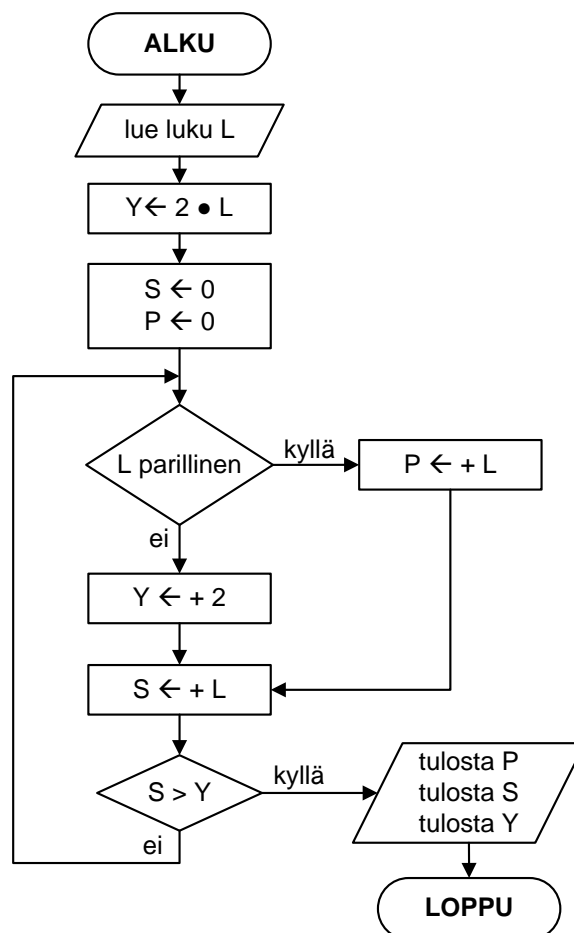 ALKU
lue luku L
Y← 2 ● L
S ← 0
P ← 0
L parillinen
kyllä
P ← + L
ei
Y ← + 2
S ← + L
S > Y
kyllä
tulosta P
tulosta S
tulosta Y
ei
LOPPU